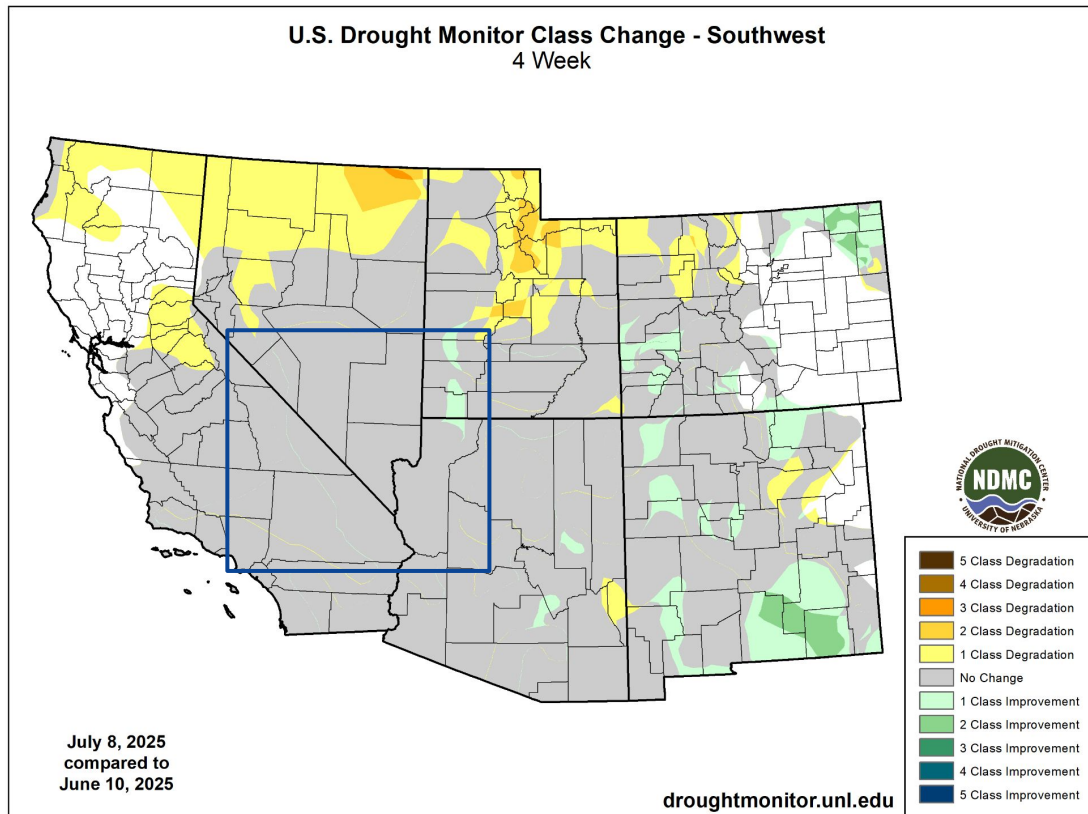 U.S. Drought Monitor Class Change - Southwest
4 Week
NATIONAL DROUGHT MITIGATION CENTER
NDMC
UNIVERSITY OF NEBRASKA
5 Class Degradation
4 Class Degradation
3 Class Degradation
2 Class Degradation
1 Class Degradation
No Change
1 Class Improvement
2 Class Improvement
3 Class Improvement
4 Class Improvement
5 Class Improvement
July 8, 2025
compared to
June 10, 2025
droughtmonitor.unl.edu